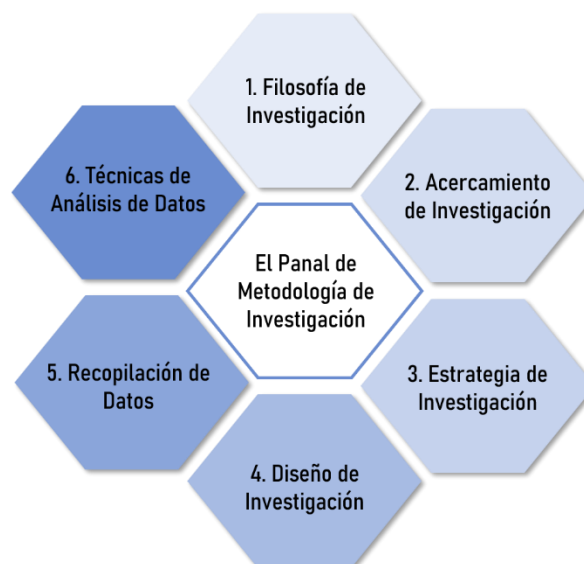 1. Filosofía de
Investigación
2. Acercamiento
de Investigación
3. Estrategia de
Investigación
4. Diseño de
Investigación
5. Recopilación de
Datos
6. Técnicas de
Análisis de Datos
El Panal de
Metodología de
Investigación